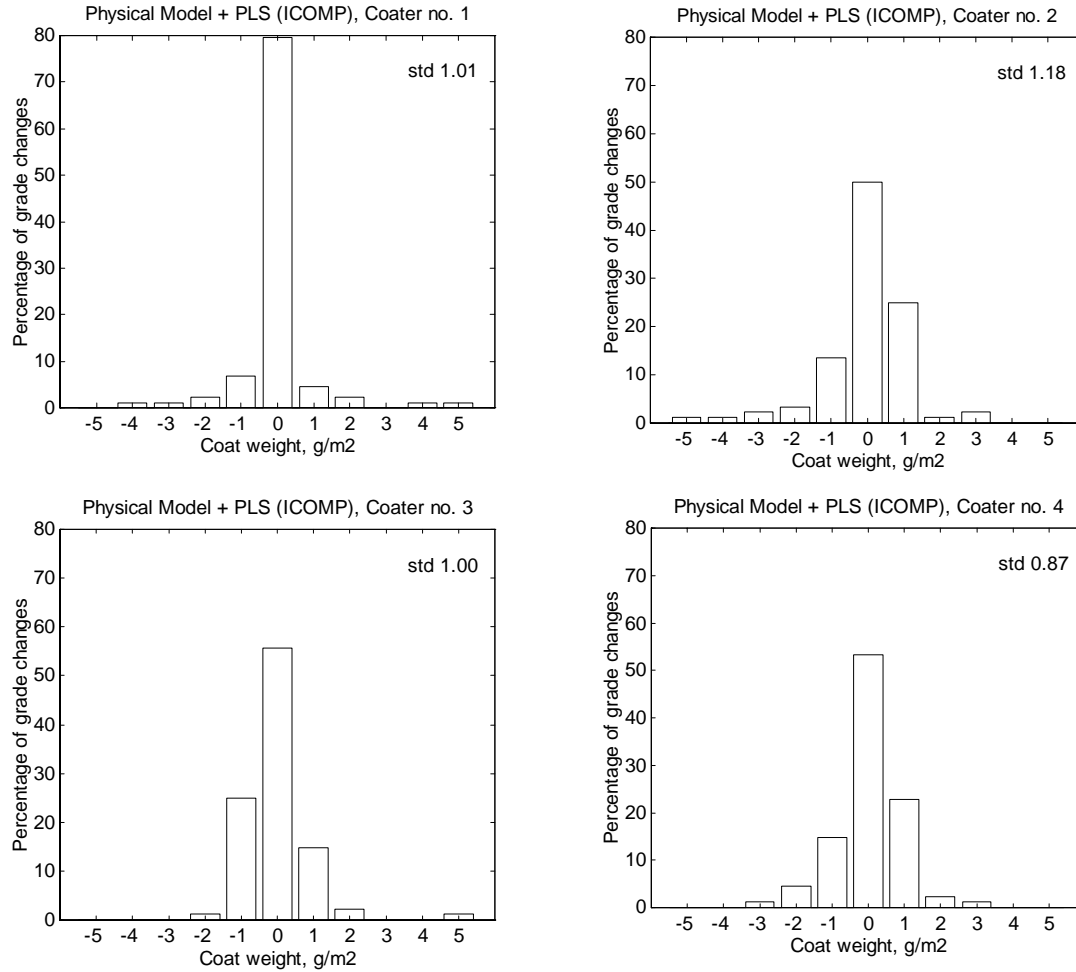 Physical Model + PLS (ICOMP), Coater no. 1
80
70
60
50
40
30
20
10
0
std 1.01
Percentage of grade changes
-5 -4 -3 -2 -1 0 1 2 3 4 5
Coat weight, g/m2
Physical Model + PLS (ICOMP), Coater no. 2
80
70
60
50
40
30
20
10
0
std 1.18
Percentage of grade changes
-5 -4 -3 -2 -1 0 1 2 3 4 5
Coat weight, g/m2
Physical Model + PLS (ICOMP), Coater no. 3
80
70
60
50
40
30
20
10
0
std 1.00
Percentage of grade changes
-5 -4 -3 -2 -1 0 1 2 3 4 5
Coat weight, g/m2
Physical Model + PLS (ICOMP), Coater no. 4
80
70
60
50
40
30
20
10
0
std 0.87
Percentage of grade changes
-5 -4 -3 -2 -1 0 1 2 3 4 5
Coat weight, g/m2